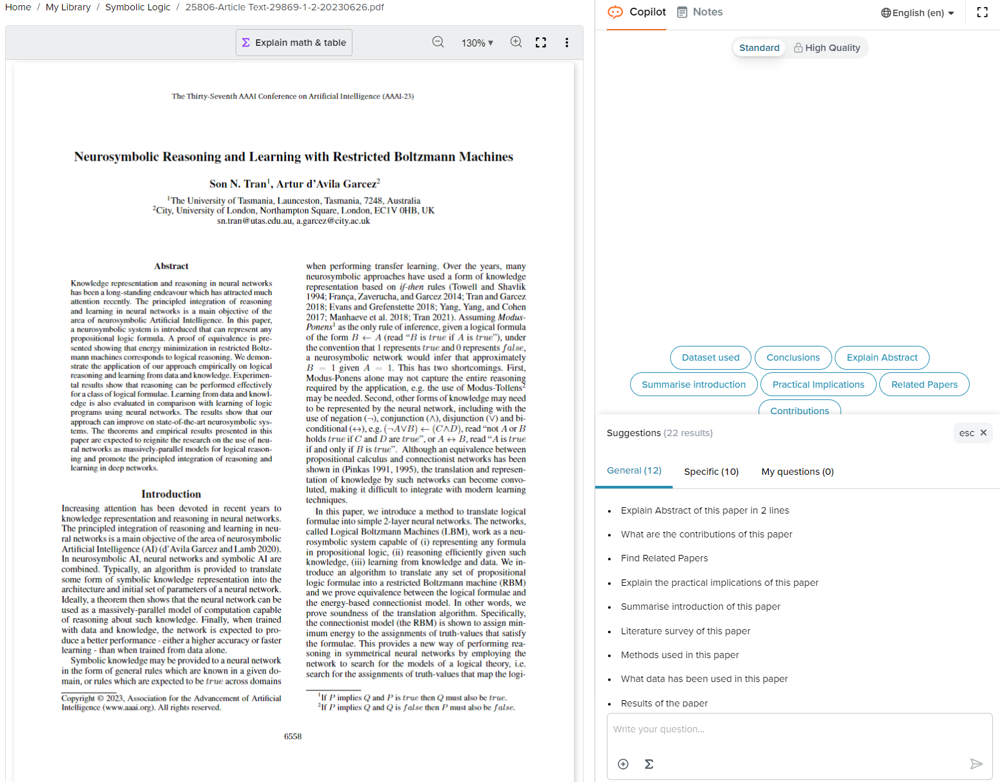 Home / My Library / Symbolic Logic / 25806-Article Text-29869-1-2-20230626.pdf
Explain math & table
130%
The Thirty-Seventh AAAI Conference on Artificial Intelligence (AAAI-23)
Neurosymbolic Reasoning and Learning with Restricted Boltzmann Machines
Son N. Tran¹, Artur d'Avila Garcez²
¹The University of Tasmania, Launceston, Tasmania, 7248, Australia
²City, University of London, Northampton Square, London, EC1V 0HB, UK
sn.tran@utas.edu.au, a.garcez@city.ac.uk
Abstract
Knowledge representation and reasoning in neural networks
has been a long-standing endeavour which has attracted much
attention recently. The principled integration of reasoning
and learning in neural networks is a main objective of the
area of neurosymbolic Artificial Intelligence. In this paper,
a neurosymbolic system is introduced that can represent any
propositional logic formula. A proof of equivalence is pre-
sented showing that energy minimization in restricted Boltz-
mann machines corresponds to logical reasoning. We demon-
strate the application of our approach empirically on logical
reasoning and learning from data and knowledge. Experimen-
tal results show that reasoning can be performed effectively
for a class of logical formulae. Learning from data and knowl-
edge is also evaluated in comparison with learning of logic
programs using neural networks. The results show that our
approach can improve on state-of-the-art neurosymbolic sys-
tems. The theorems and empirical results presented in this
paper are expected to reignite the research on the use of neu-
ral networks as massively-parallel models for logical reason-
ing and promote the principled integration of reasoning and
learning in deep networks.
Introduction
Increasing attention has been devoted in recent years to
knowledge representation and reasoning in neural networks.
The principled integration of reasoning and learning in neu-
ral networks is a main objective of the area of neurosymbolic
Artificial Intelligence (AI) (d'Avila Garcez and Lamb 2020).
In neurosymbolic AI, neural networks and symbolic AI are
combined. Typically, an algorithm is provided to translate
some form of symbolic knowledge representation into the
architecture and initial set of parameters of a neural network.
Ideally, a theorem then shows that the neural network can be
used as a massively-parallel model of computation capable
of reasoning about such knowledge. Finally, when trained
with data and knowledge, the network is expected to pro-
duce a better performance - either a higher accuracy or faster
learning - than when trained from data alone.
Symbolic knowledge may be provided to a neural network
in the form of general rules which are known in a given do-
main, or rules which are expected to be true across domains
Copyright © 2023, Association for the Advancement of Artificial
Intelligence (www.aaai.org). All rights reserved.
when performing transfer learning. Over the years, many
neurosymbolic approaches have used a form of knowledge
representation based on if-then rules (Towell and Shavlik
1994; França, Zaverucha, and Garcez 2014; Tran and Garcez
2018; Evans and Grefenstette 2018; Yang, Yang, and Cohen
2017; Manhaeve et al. 2018; Tran 2021). Assuming Modus-
Ponens¹ as the only rule of inference, given a logical formula
of the form B ← A (read “B is true if A is true”), under
the convention that 1 represents true and 0 represents false,
a neurosymbolic network would infer that approximately
B = 1 given A = 1. This has two shortcomings. First,
Modus-Ponens alone may not capture the entire reasoning
required by the application, e.g. the use of Modus-Tollens²
may be needed. Second, other forms of knowledge may need
to be represented by the neural network, including with the
use of negation (¬), conjunction (∧), disjunction (∨) and bi-
conditional (↔), e.g. (¬A∨B) ← (C∧D), read “not A or B
holds true if C and D are true”, or A ↔ B, read “A is true
if and only if B is true”. Although an equivalence between
propositional calculus and connectionist networks has been
shown in (Pinkas 1991, 1995), the translation and represen-
tation of knowledge by such networks can become convo-
luted, making it difficult to integrate with modern learning
techniques.
In this paper, we introduce a method to translate logical
formulae into simple 2-layer neural networks. The networks,
called Logical Boltzmann Machines (LBM), work as a neu-
rosymbolic system capable of (i) representing any formula
in propositional logic, (ii) reasoning efficiently given such
knowledge, (iii) learning from knowledge and data. We in-
troduce an algorithm to translate any set of propositional
logic formulae into a restricted Boltzmann machine (RBM)
and we prove equivalence between the logical formulae and
the energy-based connectionist model. In other words, we
prove soundness of the translation algorithm. Specifically,
the connectionist model (the RBM) is shown to assign min-
imum energy to the assignments of truth-values that satisfy
the formulae. This provides a new way of performing rea-
soning in symmetrical neural networks by employing the
network to search for the models of a logical theory, i.e.
search for the assignments of truth-values that map the logi-
¹If P implies Q and P is true then Q must also be true.
²If P implies Q and Q is false then P must also be false.
6558
Copilot
Notes
English (en)
Standard
High Quality
Dataset used
Conclusions
Explain Abstract
Summarise introduction
Practical Implications
Related Papers
Contributions
Suggestions (22 results)
esc ✕
General (12)
Specific (10)
My questions (0)
• Explain Abstract of this paper in 2 lines
• What are the contributions of this paper
• Find Related Papers
• Explain the practical implications of this paper
• Summarise introduction of this paper
• Literature survey of this paper
• Methods used in this paper
• What data has been used in this paper
• Results of the paper
Write your question...